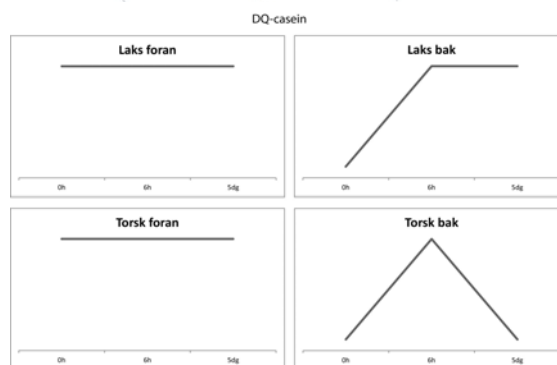 DQ-casein
Laks foran
0h 6h 5dg
Laks bak
0h 6h 5dg
Torsk foran
0h 6h 5dg
Torsk bak
0h 6h 5dg